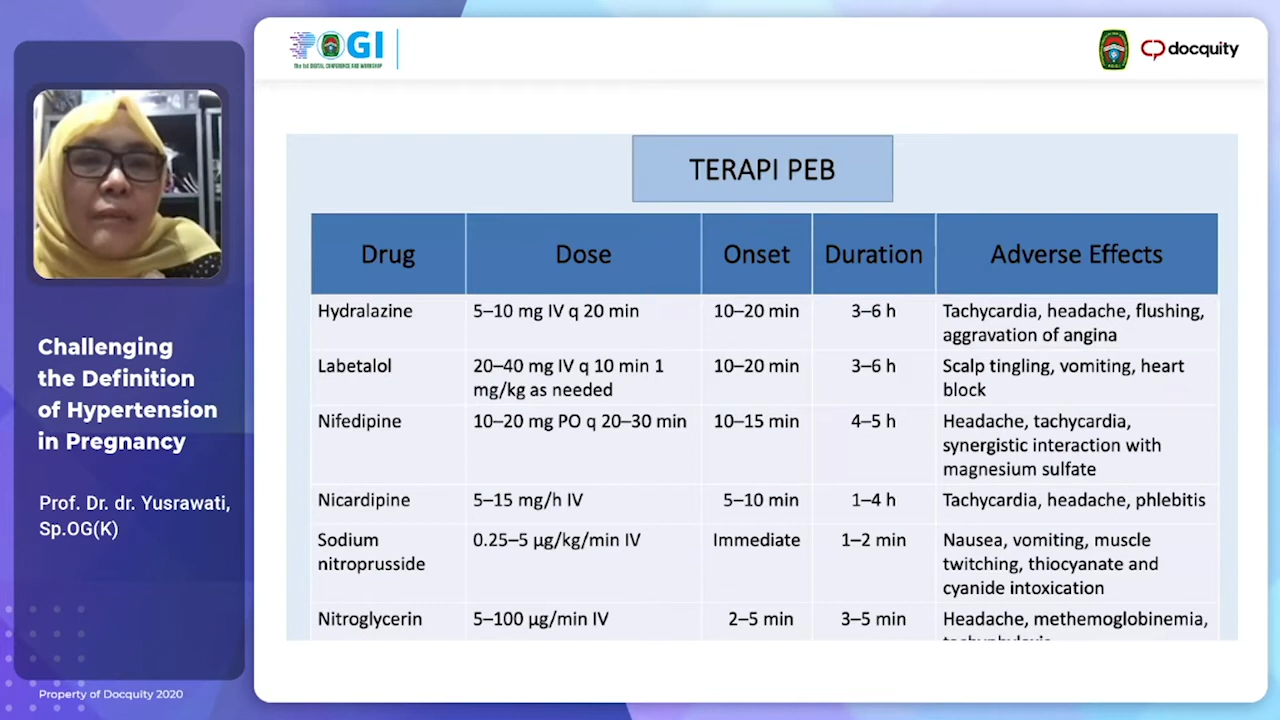 POGI
The 1st DIGITAL CONFERENCE AND WORKSHOP
docquity
Challenging
the Definition
of Hypertension
in Pregnancy
Prof. Dr. dr. Yusrawati,
Sp.OG(K)
Property of Docquity 2020
TERAPI PEB
Drug Dose Onset Duration Adverse Effects
Hydralazine 5–10 mg IV q 20 min 10–20 min 3–6 h Tachycardia, headache, flushing,
aggravation of angina
Labetalol 20–40 mg IV q 10 min 1 10–20 min 3–6 h Scalp tingling, vomiting, heart
mg/kg as needed block
Nifedipine 10–20 mg PO q 20–30 min 10–15 min 4–5 h Headache, tachycardia,
synergistic interaction with
magnesium sulfate
Nicardipine 5–15 mg/h IV 5–10 min 1–4 h Tachycardia, headache, phlebitis
Sodium 0.25–5 μg/kg/min IV Immediate 1–2 min Nausea, vomiting, muscle
nitroprusside twitching, thiocyanate and
cyanide intoxication
Nitroglycerin 5–100 μg/min IV 2–5 min 3–5 min Headache, methemoglobinemia,